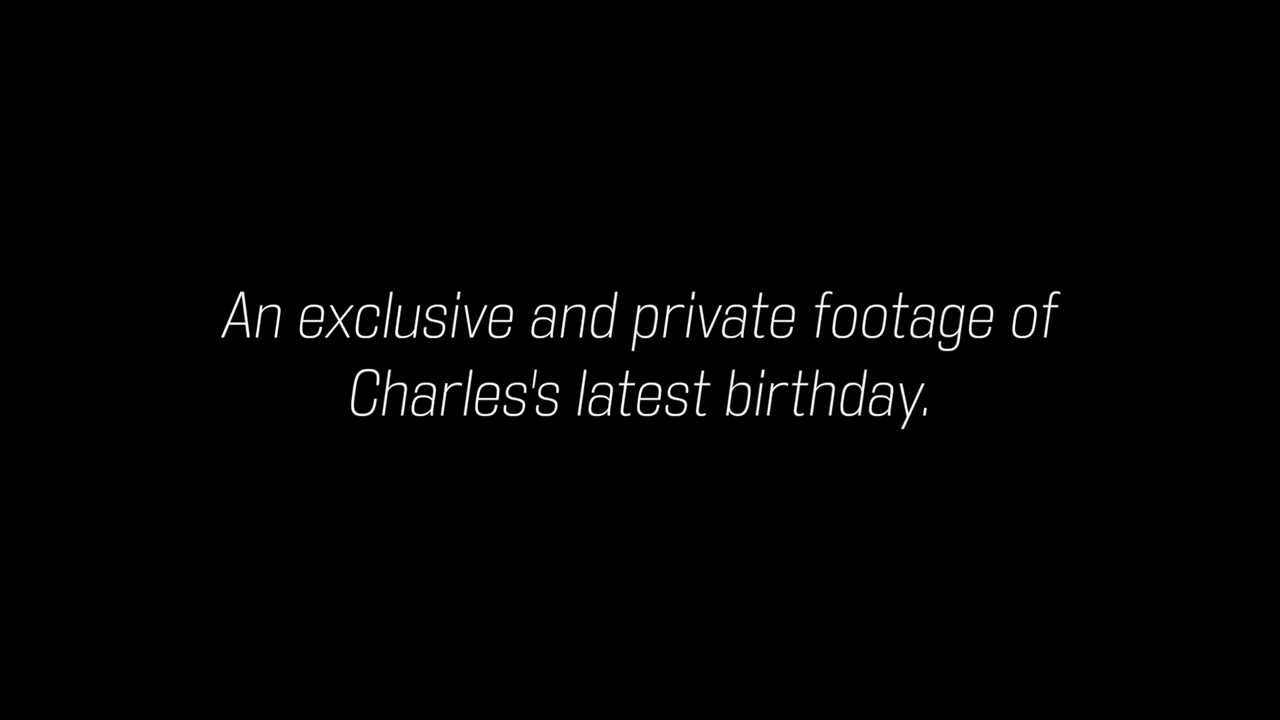 An exclusive and private footage of
Charles's latest birthday.